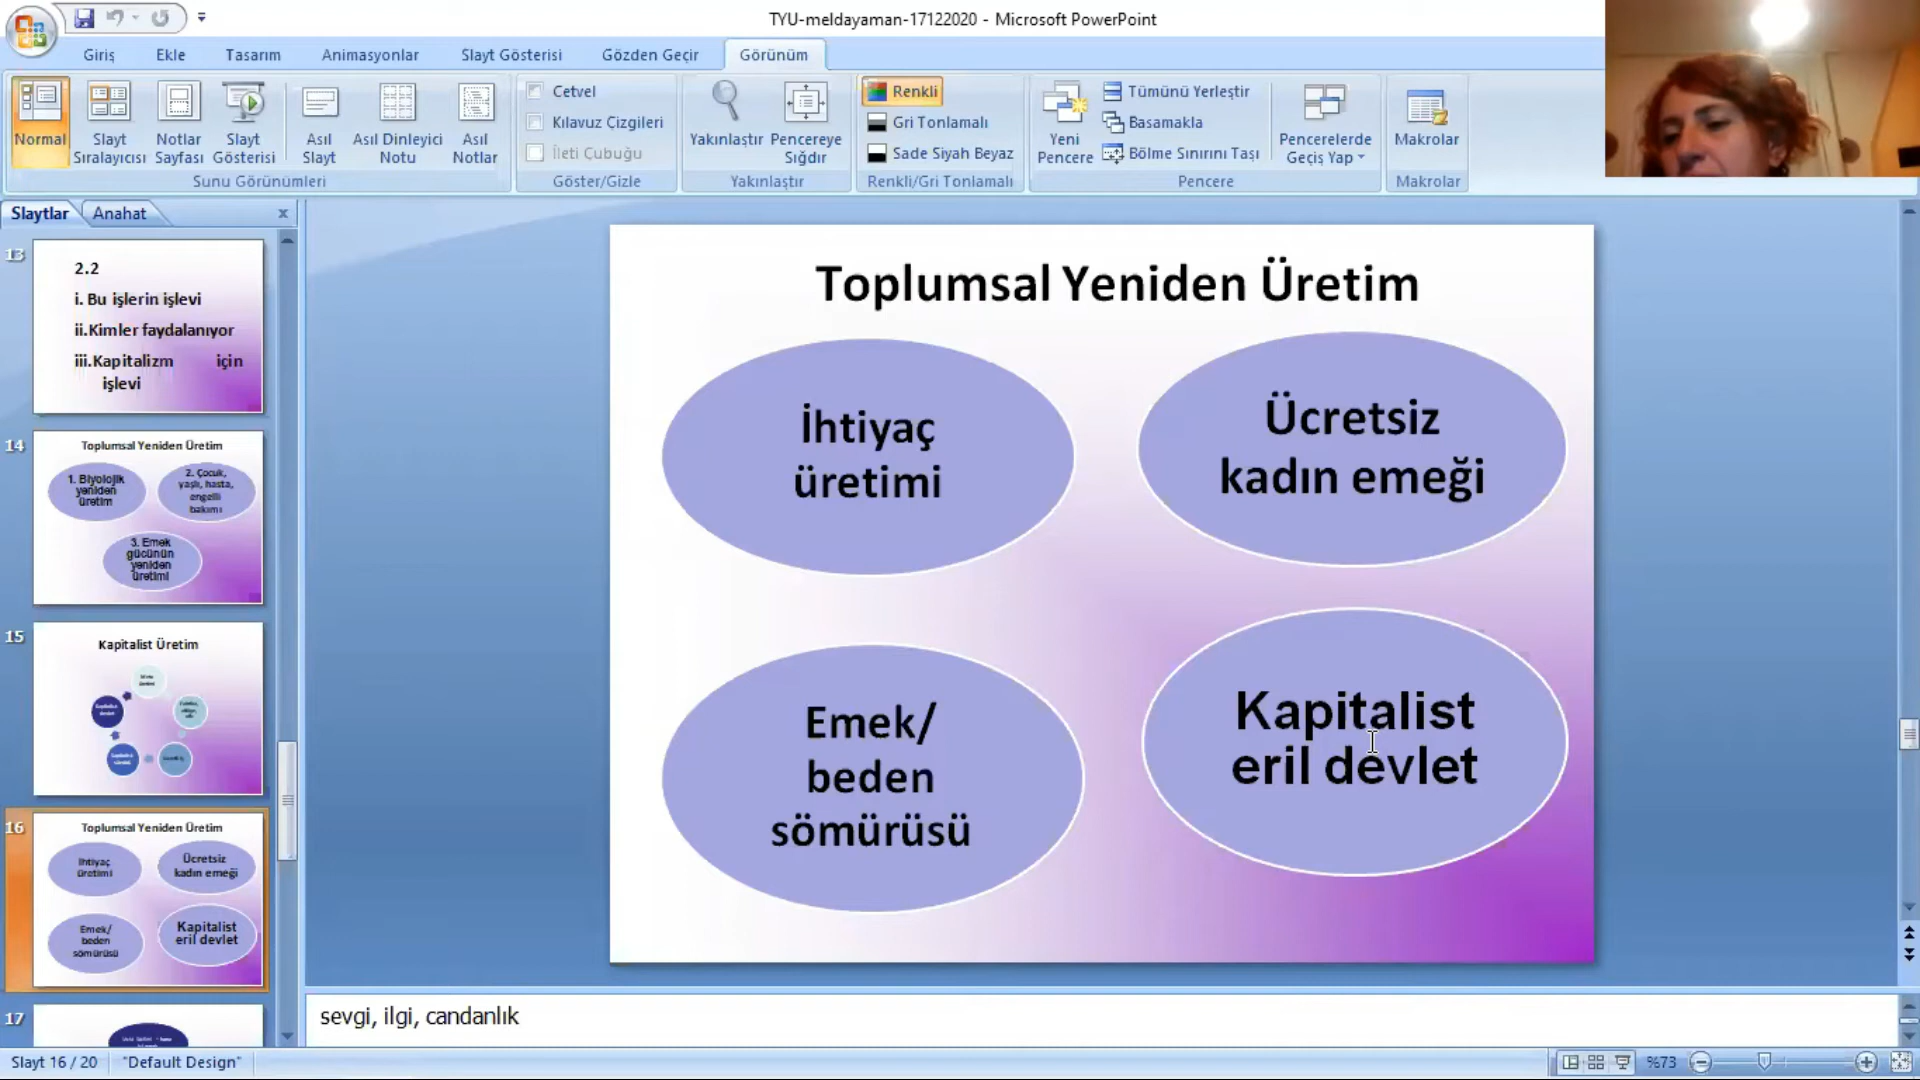 TYU-meldayaman-17122020 - Microsoft PowerPoint
Giriş
Ekle
Tasarım
Animasyonlar
Slayt Gösterisi
Gözden Geçir
Görünüm
Normal
Slayt
Sıralayıcısı
Notlar
Sayfası
Slayt
Gösterisi
Asıl
Slayt
Asıl Dinleyici
Notu
Asıl
Notlar
Sunu Görünümleri
Cetvel
Kılavuz Çizgileri
İleti Çubuğu
Göster/Gizle
Yakınlaştır
Pencereye
Sığdır
Yakınlaştır
Renkli
Gri Tonlamalı
Sade Siyah Beyaz
Renkli/Gri Tonlamalı
Yeni
Pencere
Tümünü Yerleştir
Basamakla
Bölme Sınırını Taşı
Pencerelerde
Geçiş Yap
Pencere
Makrolar
Makrolar
Slaytlar
Anahat
13
2.2
i. Bu işlerin işlevi
ii.Kimler faydalanıyor
iii.Kapitalizm için
işlevi
14
Toplumsal Yeniden Üretim
1. Biyolojik
yeniden
üretim
2. Çocuk,
yaşlı, hasta,
engelli
bakımı
3. Emek
gücünün
yeniden
üretimi
15
Kapitalist Üretim
16
Toplumsal Yeniden Üretim
İhtiyaç
üretimi
Ücretsiz
kadın emeği
Emek/
beden
sömürüsü
Kapitalist
eril devlet
17
Toplumsal Yeniden Üretim
İhtiyaç
üretimi
Ücretsiz
kadın emeği
Emek/
beden
sömürüsü
Kapitalist
eril devlet
sevgi, ilgi, candanlık
Slayt 16 / 20
"Default Design"
%73